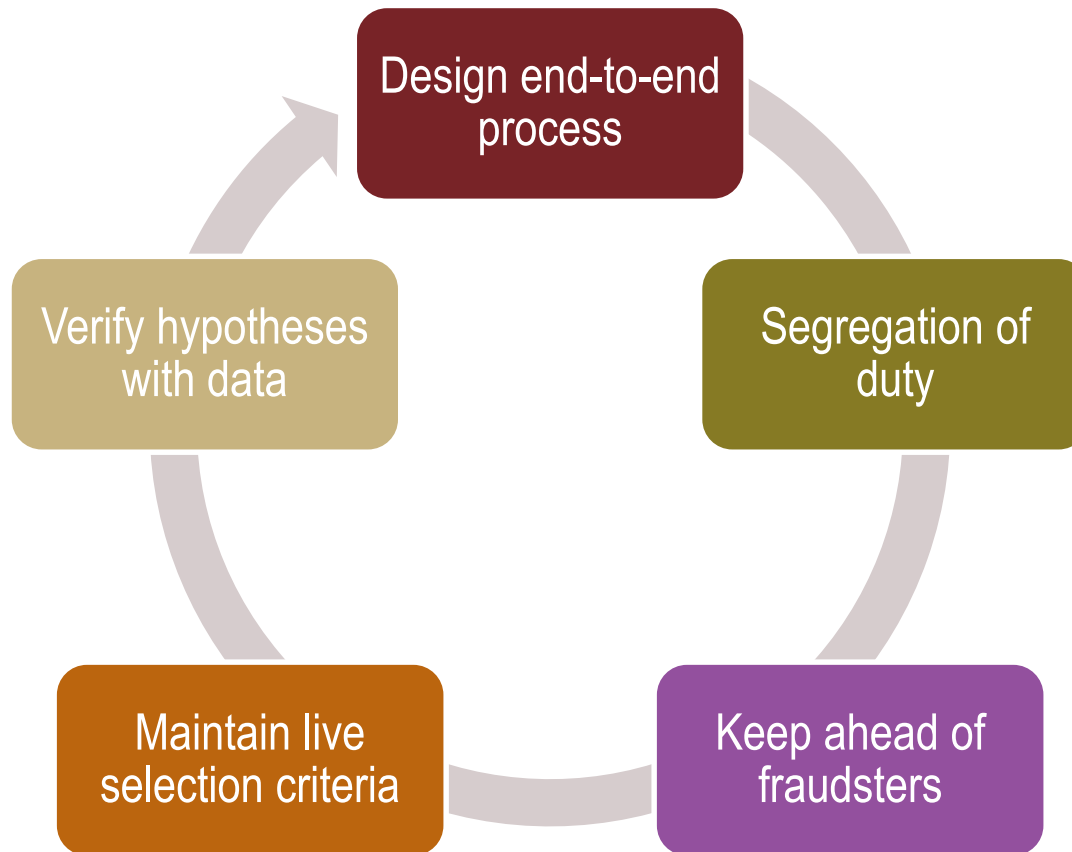 Design end-to-end
process
Segregation of
duty
Keep ahead of
fraudsters
Maintain live
selection criteria
Verify hypotheses
with data